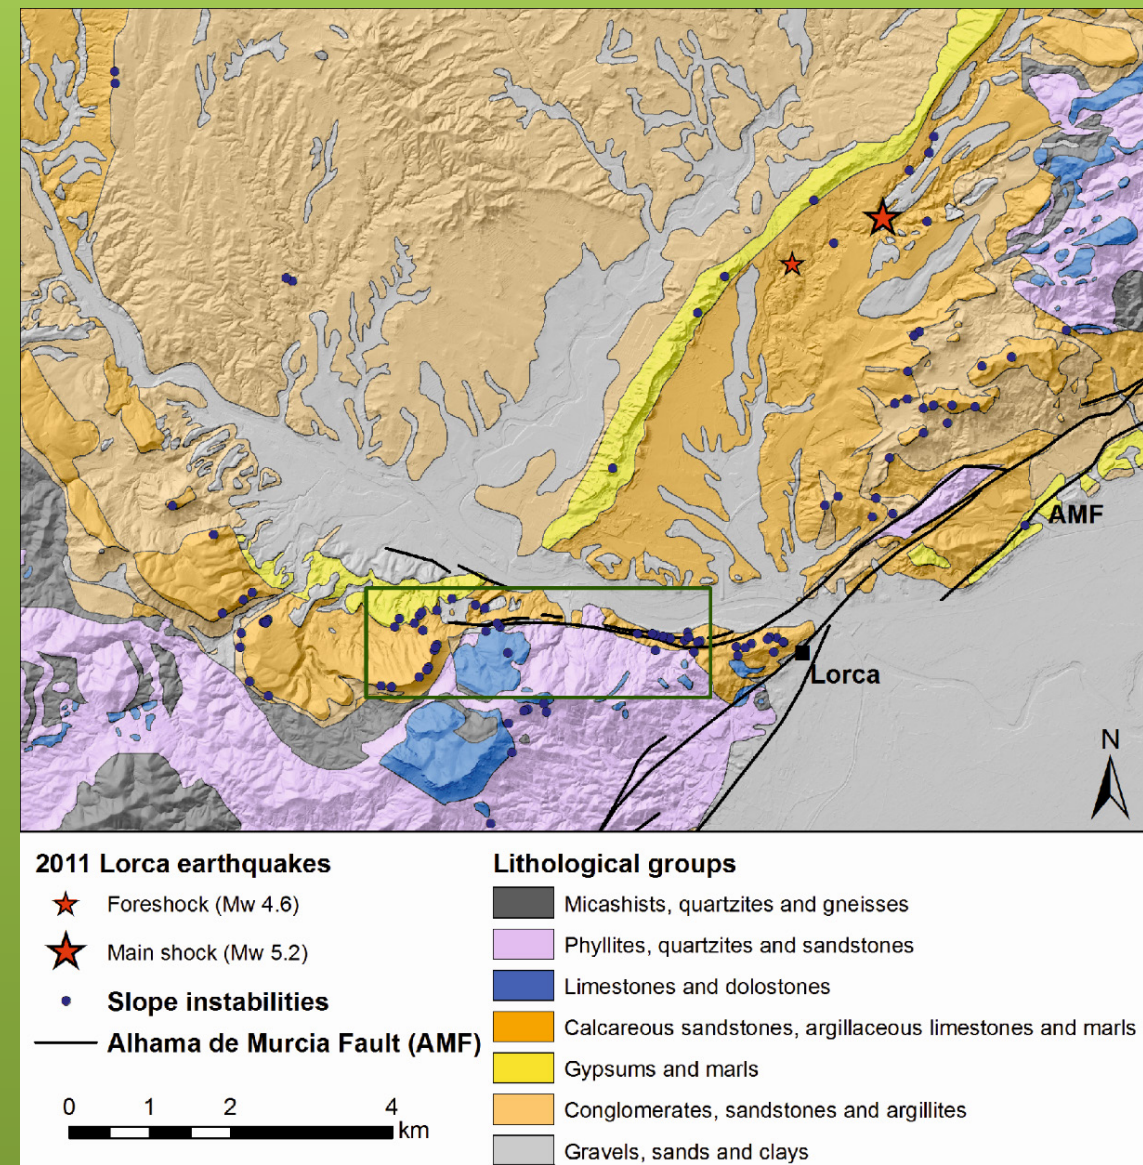 AMF
Lorca
N
2011 Lorca earthquakes
Foreshock (Mw 4.6)
Main shock (Mw 5.2)
Slope instabilities
Alhama de Murcia Fault (AMF)
0 1 2 4
km
Lithological groups
Micashists, quartzites and gneisses
Phyllites, quartzites and sandstones
Limestones and dolostones
Calcareous sandstones, argillaceous limestones and marls
Gypsums and marls
Conglomerates, sandstones and argillites
Gravels, sands and clays